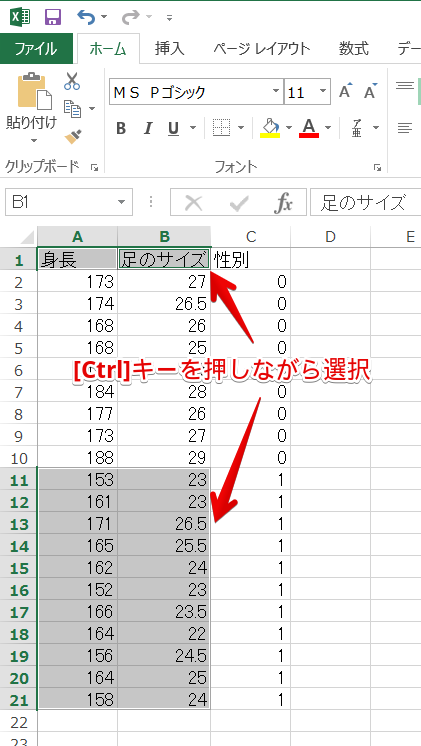 ファイル ホーム 挿入 ページ レイアウト 数式 デー
貼り付け
ＭＳ Ｐゴシック 11 A A
B I U A 亜
クリップボード フォント
B1 fx 足のサイズ
A B C D E
1 身長 足のサイズ 性別
2 173 27 0
3 174 26.5 0
4 168 26 0
5 168 25 0
[Ctrl]キーを押しながら選択
7 184 28 0
8 177 26 0
9 173 27 0
10 188 29 0
11 153 23 1
12 161 23 1
13 171 26.5 1
14 165 25.5 1
15 162 24 1
16 152 23 1
17 166 23.5 1
18 164 22 1
19 156 24.5 1
20 164 25 1
21 158 24 1
22
23